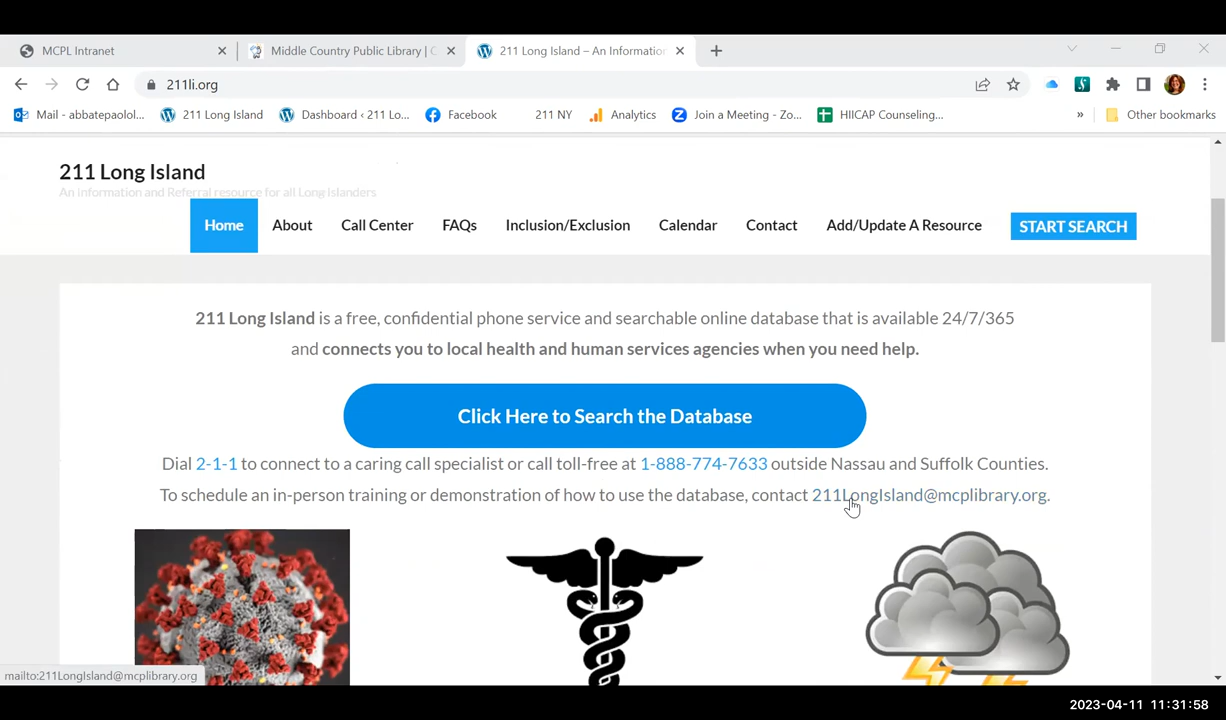 MCPL Intranet
Middle Country Public Library | C
211 Long Island – An Information
211li.org
Mail - abbatepaolol...
211 Long Island
Dashboard ‹ 211 Lo...
Facebook
211 NY
Analytics
Join a Meeting - Zo...
HIICAP Counseling...
»
Other bookmarks
211 Long Island
An information and Referral resource for all Long Islanders
Home
About
Call Center
FAQs
Inclusion/Exclusion
Calendar
Contact
Add/Update A Resource
START SEARCH
211 Long Island is a free, confidential phone service and searchable online database that is available 24/7/365
and connects you to local health and human services agencies when you need help.
Click Here to Search the Database
Dial 2-1-1 to connect to a caring call specialist or call toll-free at 1-888-774-7633 outside Nassau and Suffolk Counties.
To schedule an in-person training or demonstration of how to use the database, contact 211LongIsland@mcplibrary.org.
mailto:211LongIsland@mcplibrary.org
2023-04-11 11:31:58